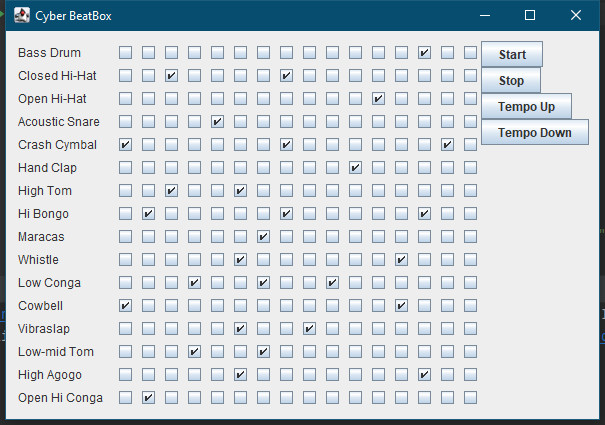 Cyber BeatBox
Bass Drum
Start
Closed Hi-Hat
Stop
Open Hi-Hat
Tempo Up
Acoustic Snare
Tempo Down
Crash Cymbal
Hand Clap
High Tom
Hi Bongo
Maracas
Whistle
Low Conga
Cowbell
Vibraslap
Low-mid Tom
High Agogo
Open Hi Conga